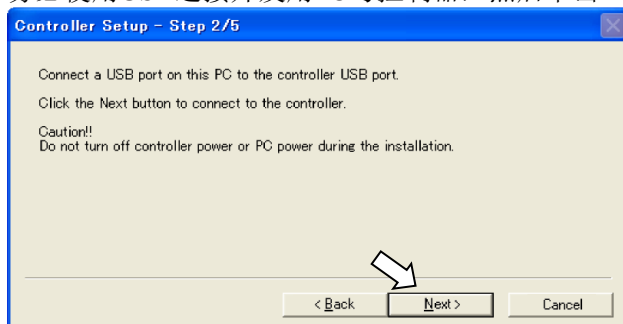 Controller Setup - Step 2/5
Connect a USB port on this PC to the controller USB port.
Click the Next button to connect to the controller.
Caution!!
Do not turn off controller power or PC power during the installation.
< Back Next > Cancel